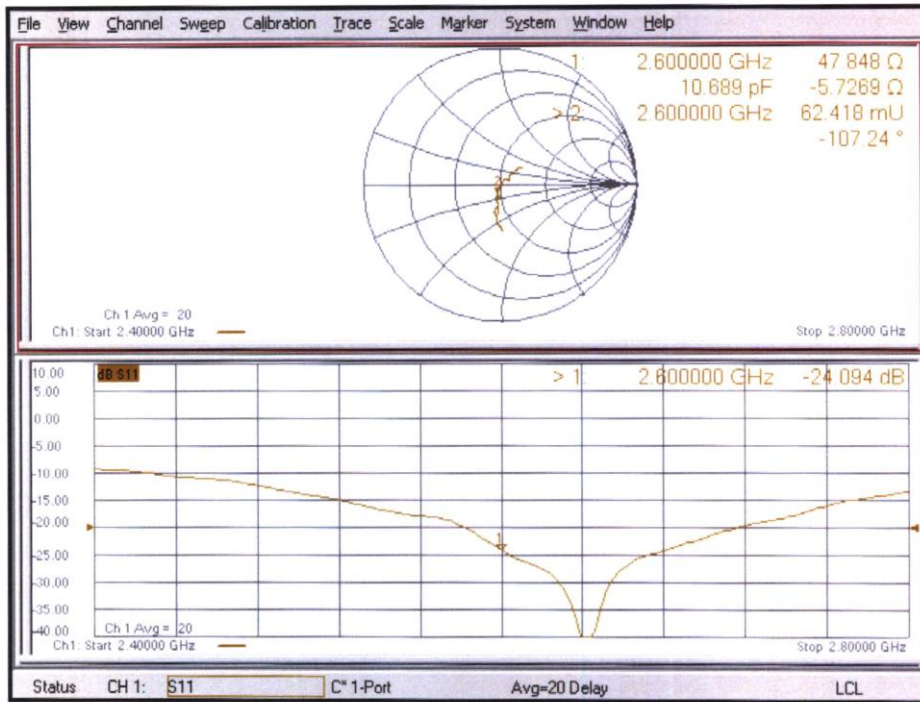 File View Channel Sweep Calibration Trace Scale Marker System Window Help
1: 2.600000 GHz 47.848 Ω
10.689 pF -5.7269 Ω
> 2: 2.600000 GHz 62.418 mU
-107.24 °
Ch 1 Avg = 20
Ch1: Start 2.40000 GHz
Stop 2.80000 GHz
10.00
dB S11
> 1: 2.600000 GHz -24.094 dB
5.00
0.00
-5.00
-10.00
-15.00
-20.00
1
-25.00
-30.00
-35.00
-40.00
Ch 1 Avg = 20
Ch1: Start 2.40000 GHz
Stop 2.80000 GHz
Status CH 1: S11 C* 1-Port Avg=20 Delay LCL